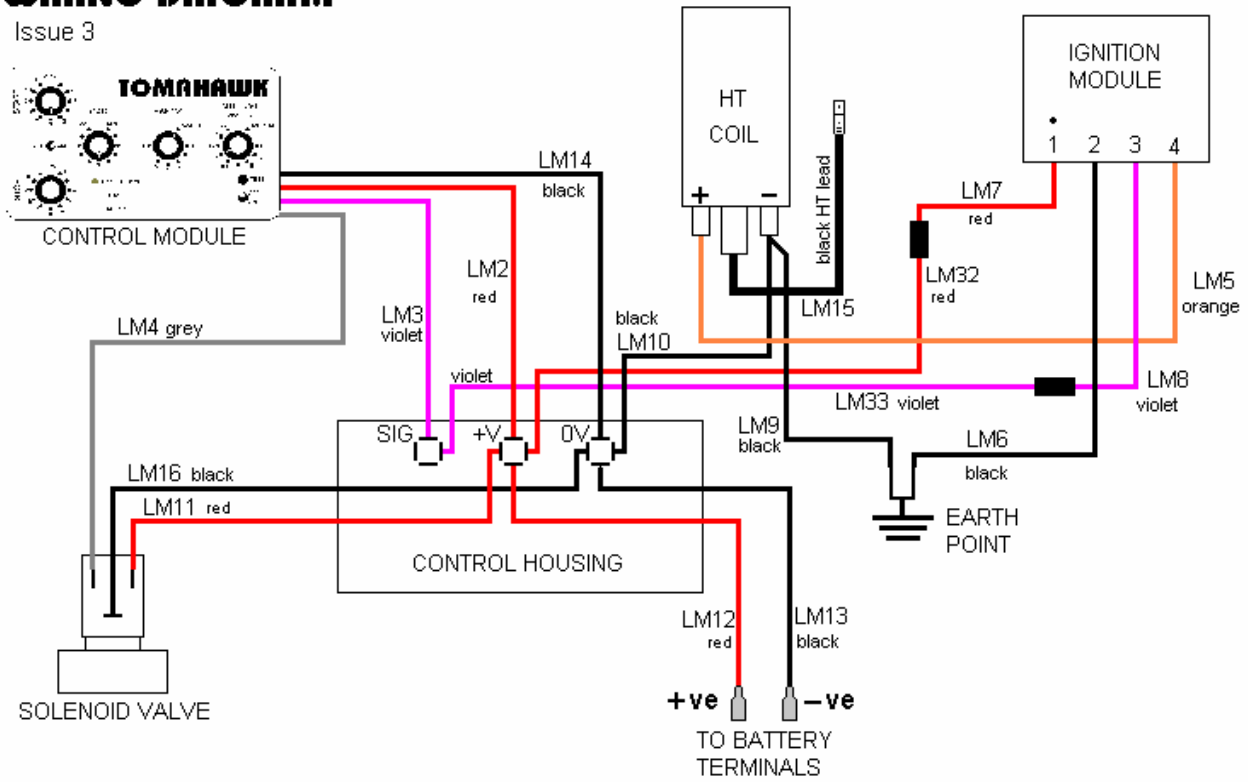 WIRING DIAGRAM
Issue 3
TOMAHAWK
CONTROL MODULE
HT
COIL
+
–
black HT lead
LM15
IGNITION
MODULE
1 2 3 4
LM14
black
LM7
red
LM32
red
LM5
orange
LM2
red
LM3
violet
LM4 grey
black
LM10
violet
LM33 violet
LM8
violet
LM9
black
LM6
black
SIG
+V
0V
LM16 black
LM11 red
CONTROL HOUSING
EARTH
POINT
LM12
red
LM13
black
SOLENOID VALVE
+ve
–ve
TO BATTERY
TERMINALS